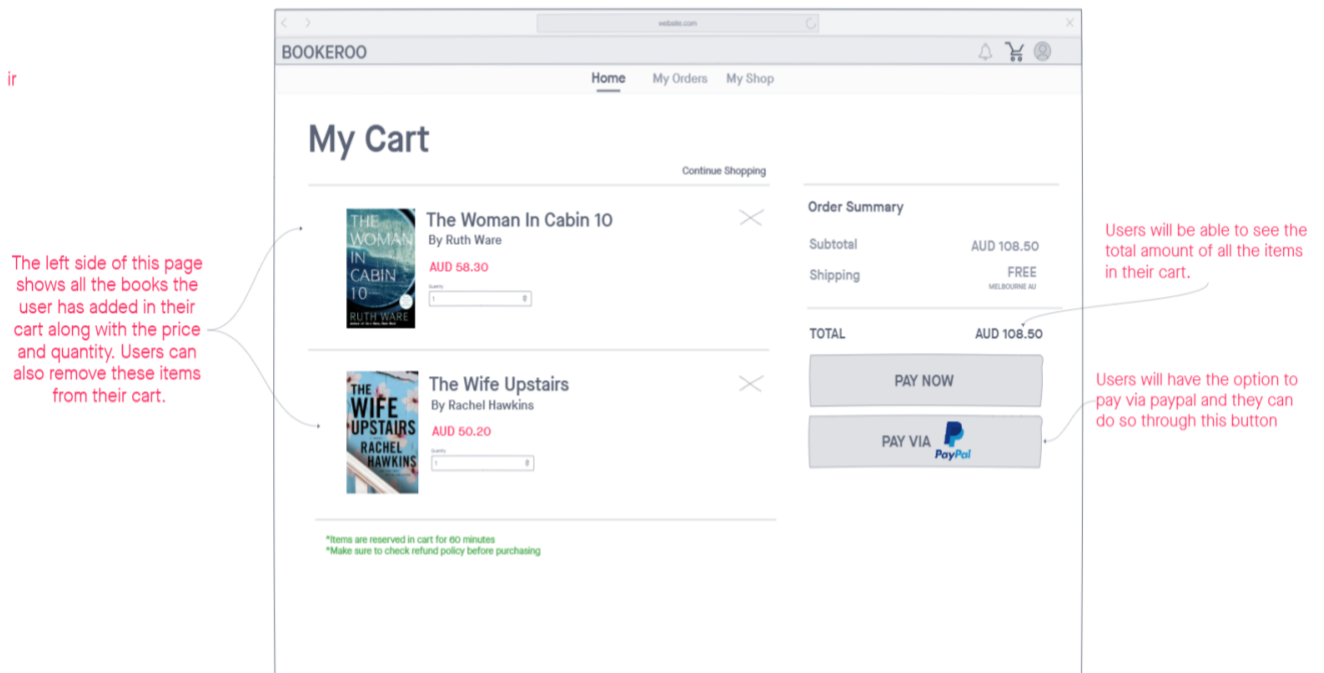 website.com
BOOKEROO
ir
Home My Orders My Shop
My Cart
Continue Shopping
THE
WOMAN
IN
CABIN
10
RUTH WARE
The Woman In Cabin 10
By Ruth Ware
AUD 58.30
Quantity
1
THE
WIFE
UPSTAIRS
RACHEL
HAWKINS
The Wife Upstairs
By Rachel Hawkins
AUD 50.20
Quantity
1
*Items are reserved in cart for 60 minutes
*Make sure to check refund policy before purchasing
Order Summary
Subtotal AUD 108.50
Shipping FREE
MELBOURNE AU
TOTAL AUD 108.50
PAY NOW
PAY VIA PayPal
The left side of this page
shows all the books the
user has added in their
cart along with the price
and quantity. Users can
also remove these items
from their cart.
Users will be able to see the
total amount of all the items
in their cart.
Users will have the option to
pay via paypal and they can
do so through this button